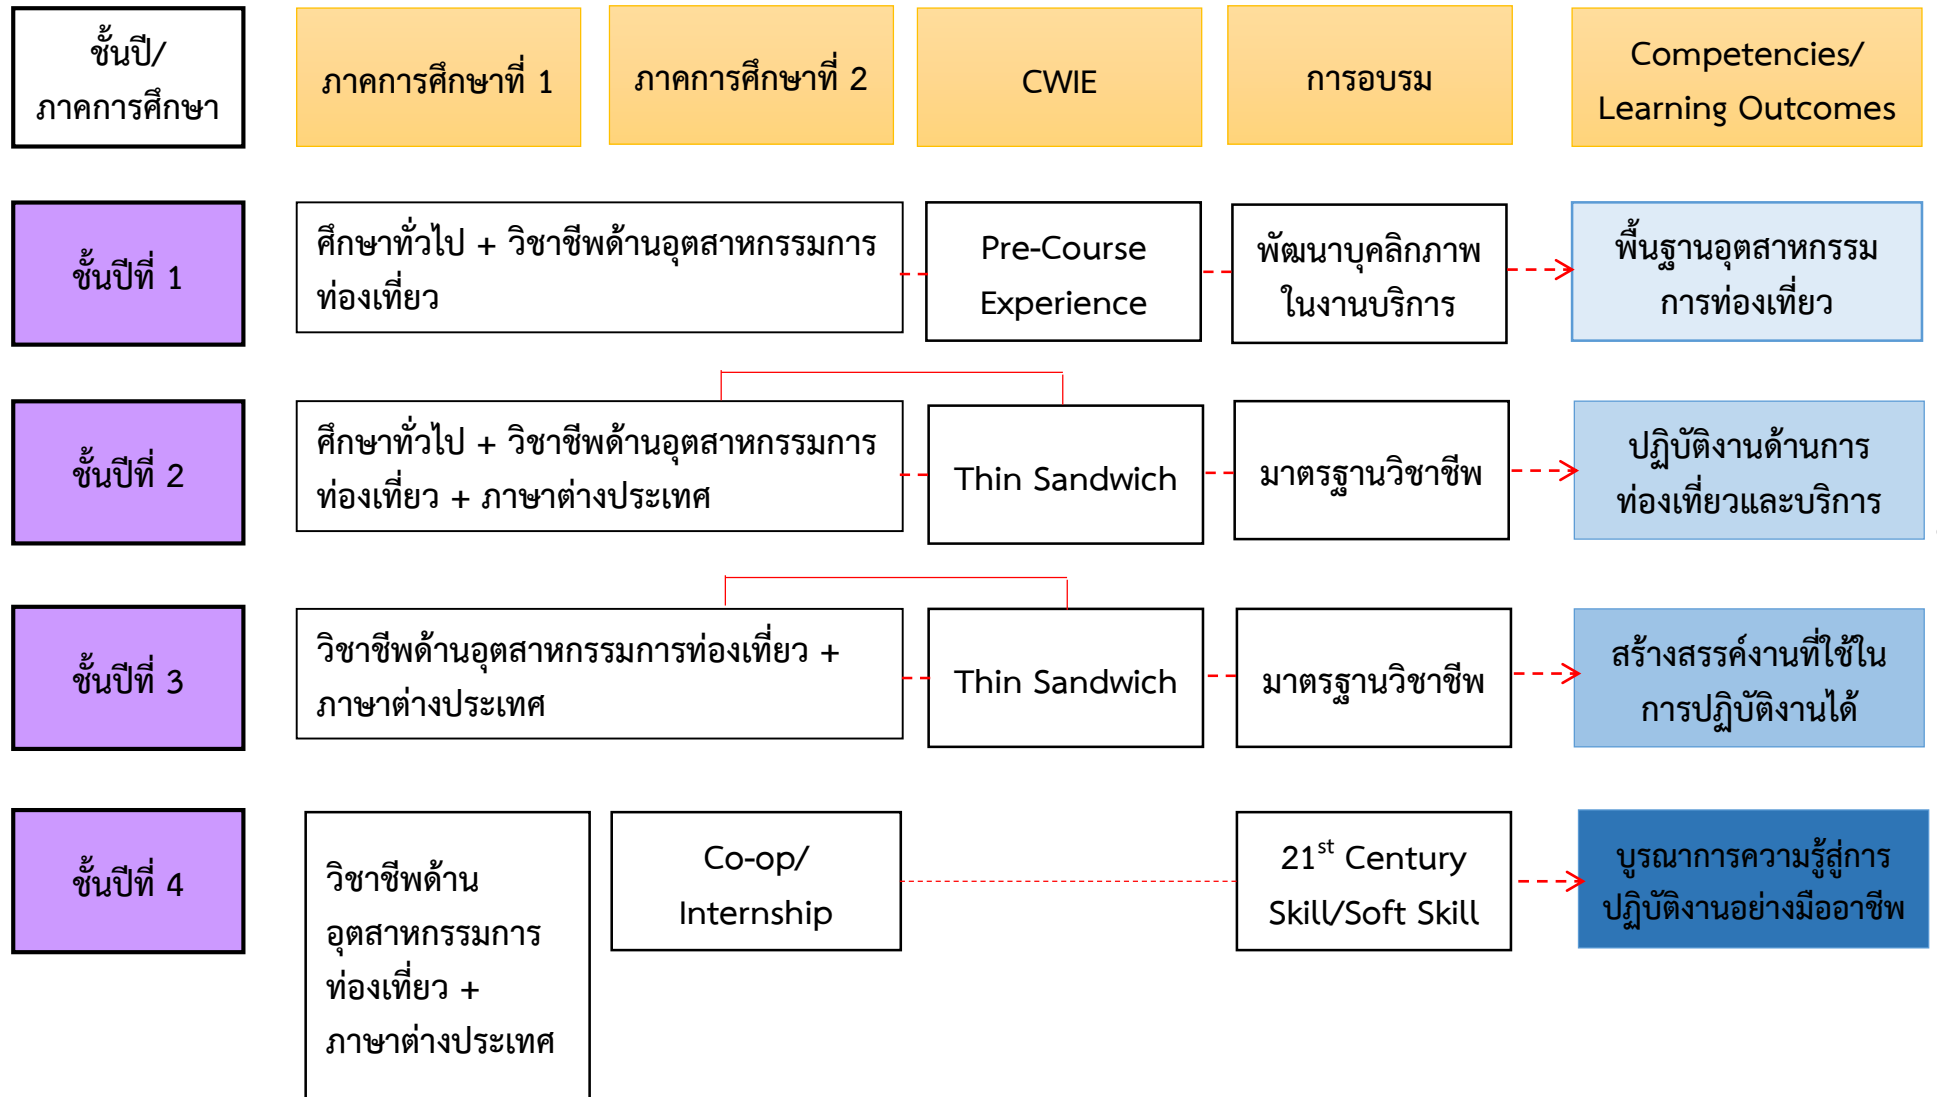 ชั้นปี/
ภาคการศึกษา
ภาคการศึกษาที่ 1
ภาคการศึกษาที่ 2
CWIE
การอบรม
Competencies/
Learning Outcomes
ชั้นปีที่ 1
ศึกษาทั่วไป + วิชาชีพด้านอุตสาหกรรมการ
ท่องเที่ยว
Pre-Course
Experience
พัฒนาบุคลิกภาพ
ในงานบริการ
พื้นฐานอุตสาหกรรม
การท่องเที่ยว
ชั้นปีที่ 2
ศึกษาทั่วไป + วิชาชีพด้านอุตสาหกรรมการ
ท่องเที่ยว + ภาษาต่างประเทศ
Thin Sandwich
มาตรฐานวิชาชีพ
ปฏิบัติงานด้านการ
ท่องเที่ยวและบริการ
ชั้นปีที่ 3
วิชาชีพด้านอุตสาหกรรมการท่องเที่ยว +
ภาษาต่างประเทศ
Thin Sandwich
มาตรฐานวิชาชีพ
สร้างสรรค์งานที่ใช้ใน
การปฏิบัติงานได้
ชั้นปีที่ 4
วิชาชีพด้าน
อุตสาหกรรมการ
ท่องเที่ยว +
ภาษาต่างประเทศ
Co-op/
Internship
21st Century
Skill/Soft Skill
บูรณาการความรู้สู่การ
ปฏิบัติงานอย่างมืออาชีพ